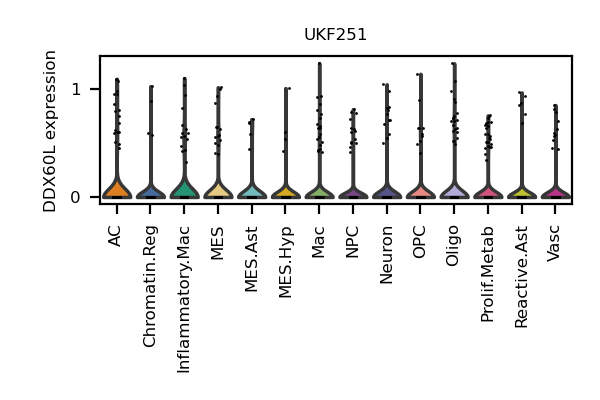 UKF251
DDX60L expression
1
0
AC
Chromatin.Reg
Inflammatory.Mac
MES
MES.Ast
MES.Hyp
Mac
NPC
Neuron
OPC
Oligo
Prolif.Metab
Reactive.Ast
Vasc